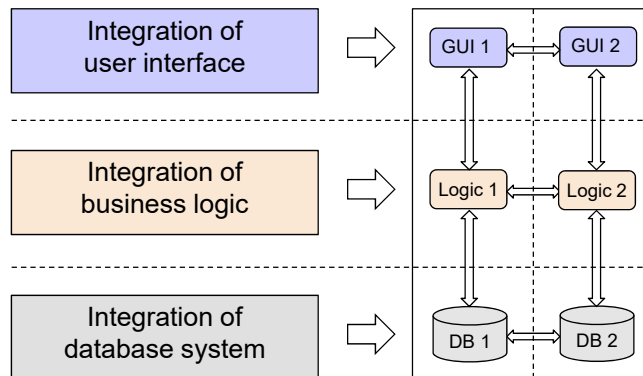 Integration of
user interface
GUI 1
GUI 2
Integration of
business logic
Logic 1
Logic 2
Integration of
database system
DB 1
DB 2